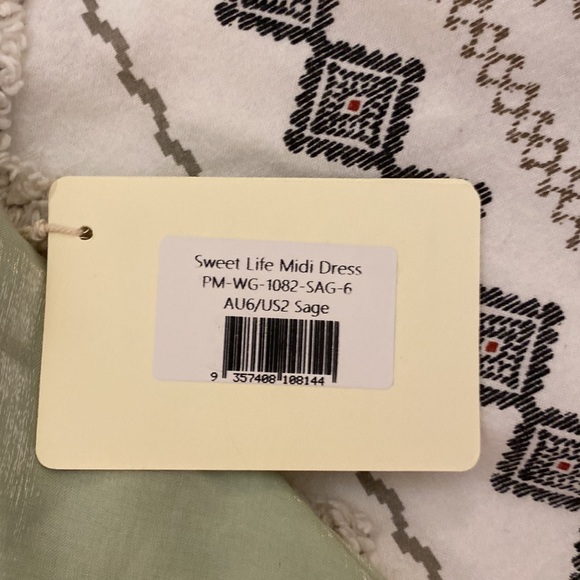 Sweet Life Midi Dress
PM-WG-1082-SAG-6
AU6/US2 Sage
9 357408 108144